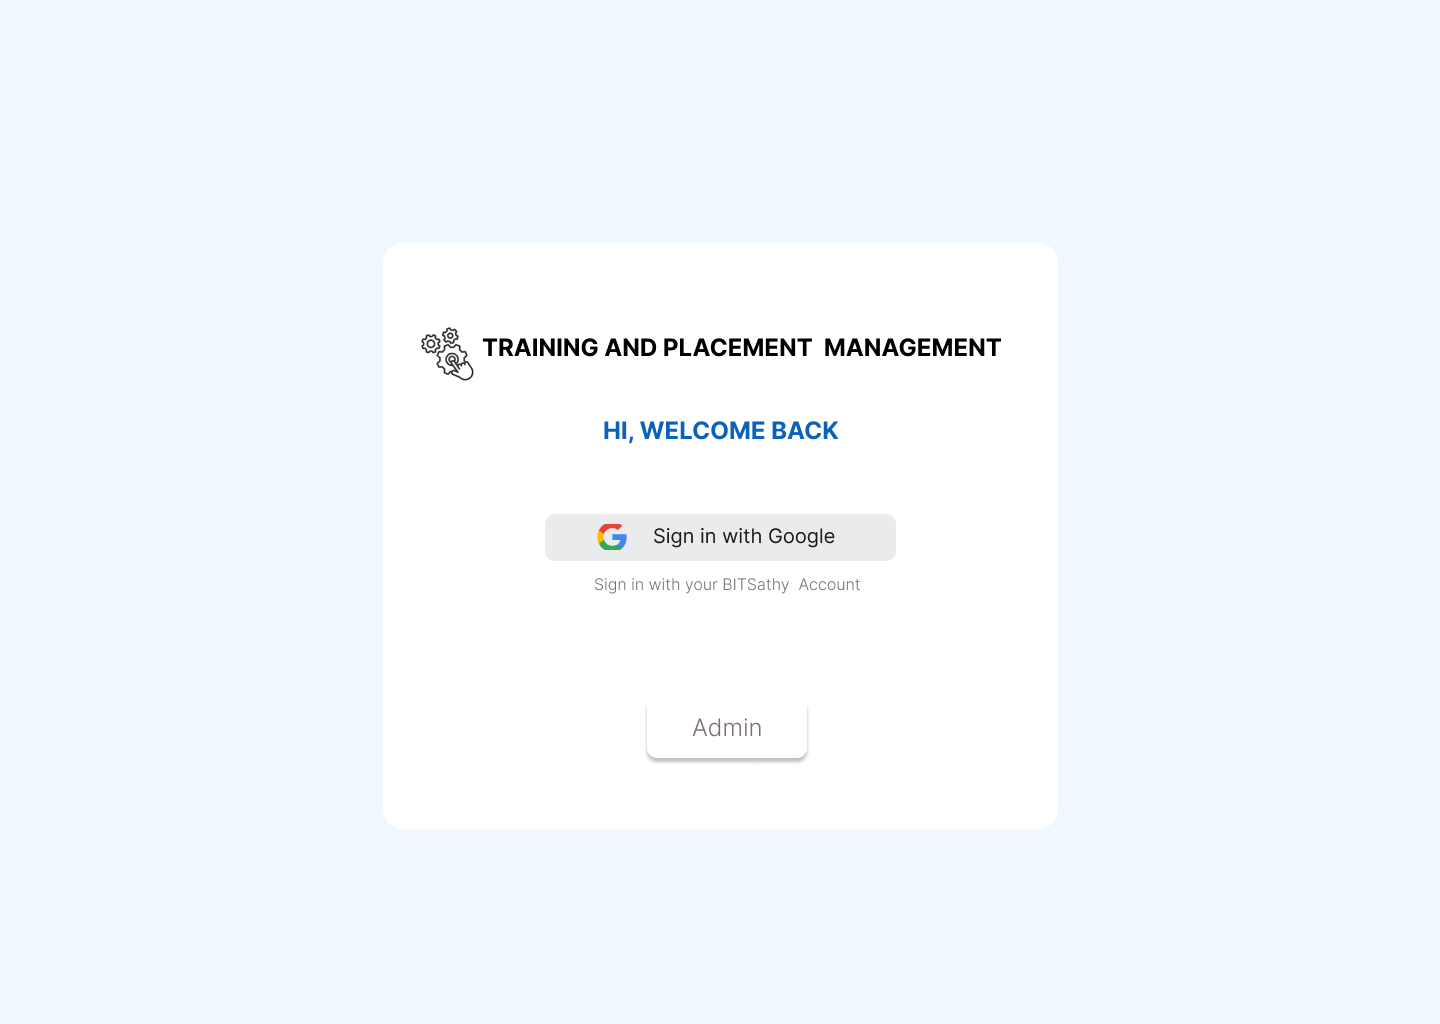 TRAINING AND PLACEMENT  MANAGEMENT
HI, WELCOME BACK
Sign in with Google
Sign in with your BITSathy  Account
Admin